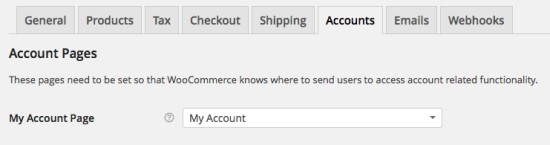 General Products Tax Checkout Shipping Accounts Emails Webhooks
Account Pages
These pages need to be set so that WooCommerce knows where to send users to access account related functionality.
My Account Page ? My Account